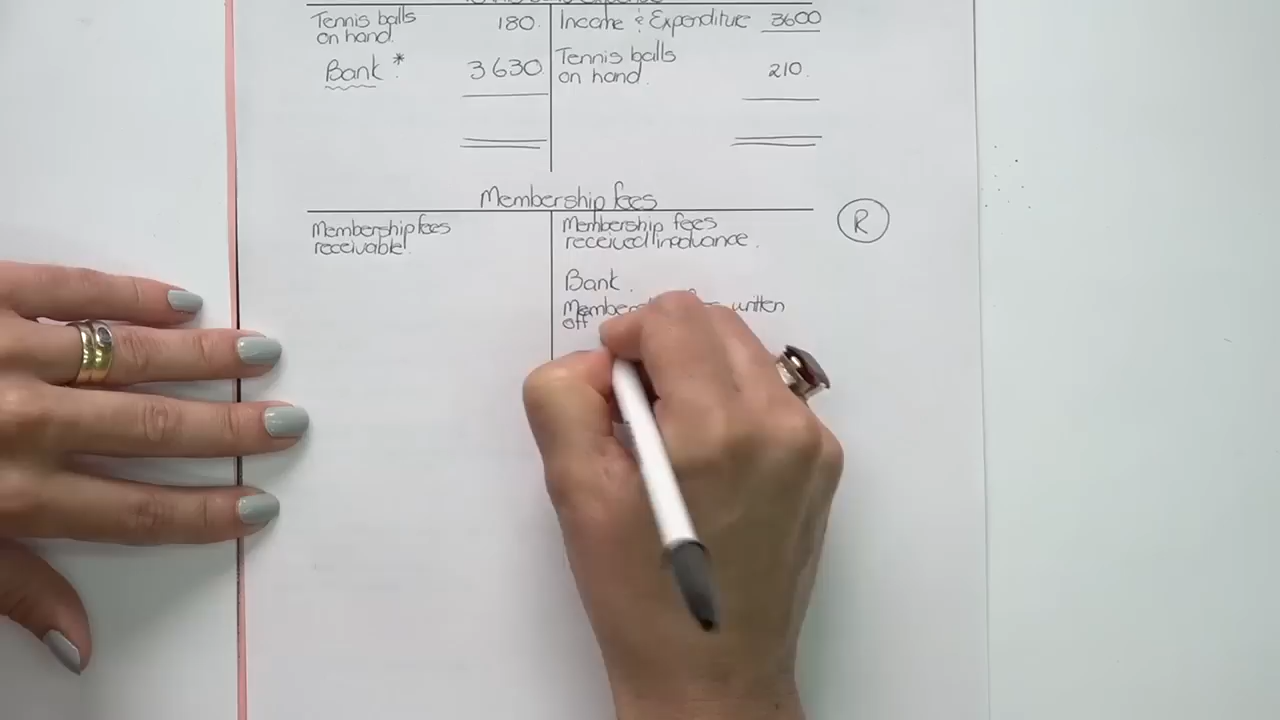 Tennis balls 180. Income & Expenditure 3600
on hand.
Bank * 3630. Tennis balls
on hand. 210.
Membership fees
Membership fees Membership fees R
receivable. received in advance.
Bank.
written
off